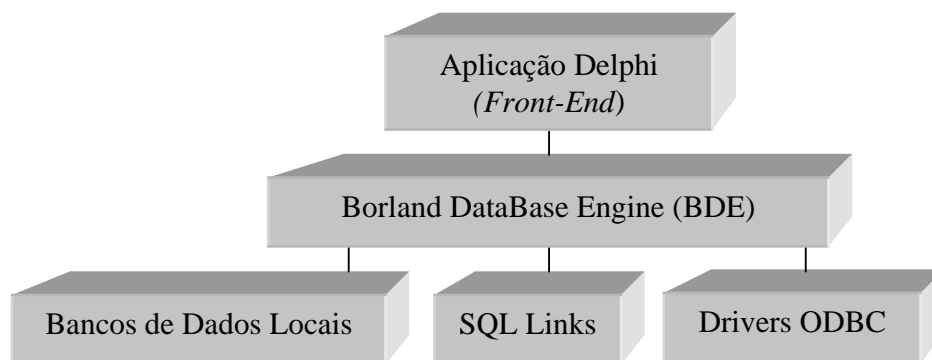 Aplicação Delphi
(Front-End)
Borland DataBase Engine (BDE)
Bancos de Dados Locais
SQL Links
Drivers ODBC